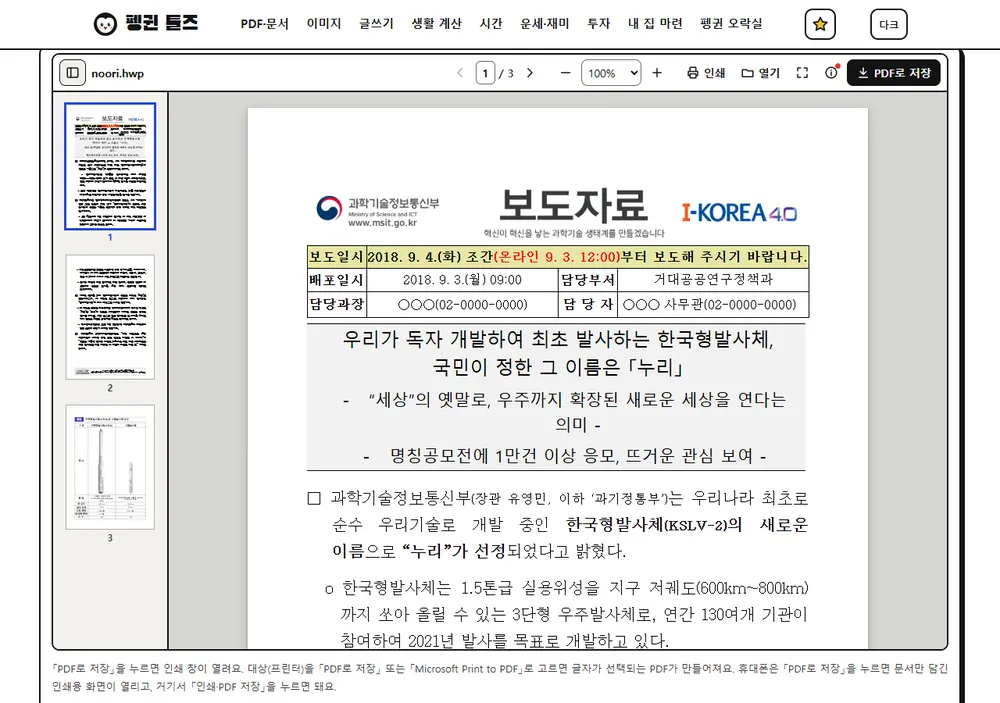 펭귄 툴즈
PDF·문서 이미지 글쓰기 생활 계산 시간 운세·재미 투자 내 집 마련 펭귄 오락실
다크
noori.hwp
1 / 3
100%
인쇄
열기
PDF로 저장
1
2
3
과학기술정보통신부
Ministry of Science and ICT
www.msit.go.kr
보도자료
혁신이 혁신을 낳는 과학기술 생태계를 만들겠습니다
I-KOREA 4.0
보도일시 2018. 9. 4.(화) 조간(온라인 9. 3. 12:00)부터 보도해 주시기 바랍니다.
배포일시 2018. 9. 3.(월) 09:00 담당부서 거대공공연구정책과
담당과장 ○○○(02-0000-0000) 담 당 자 ○○○ 사무관(02-0000-0000)
우리가 독자 개발하여 최초 발사하는 한국형발사체,
국민이 정한 그 이름은 「누리」
- “세상”의 옛말로, 우주까지 확장된 새로운 세상을 연다는
의미 -
- 명칭공모전에 1만건 이상 응모, 뜨거운 관심 보여 -
□ 과학기술정보통신부(장관 유영민, 이하 ‘과기정통부’)는 우리나라 최초로
순수 우리기술로 개발 중인 한국형발사체(KSLV-2)의 새로운
이름으로 “누리”가 선정되었다고 밝혔다.
o 한국형발사체는 1.5톤급 실용위성을 지구 저궤도(600km~800km)
까지 쏘아 올릴 수 있는 3단형 우주발사체로, 연간 130여개 기관이
참여하여 2021년 발사를 목표로 개발하고 있다.
「PDF로 저장」을 누르면 인쇄 창이 열려요. 대상(프린터)을 「PDF로 저장」 또는 「Microsoft Print to PDF」로 고르면 글자가 선택되는 PDF가 만들어져요. 휴대폰은 「PDF로 저장」을 누르면 문서만 담긴
인쇄용 화면이 열리고, 거기서 「인쇄·PDF 저장」을 누르면 돼요.